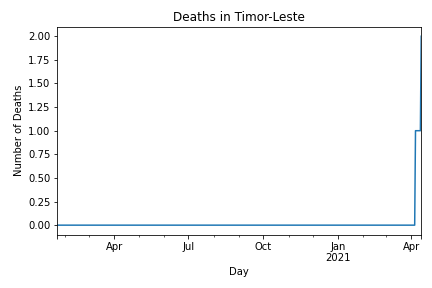 Deaths in Timor-Leste
2.00
1.75
1.50
1.25
1.00
0.75
0.50
0.25
0.00
Number of Deaths
Apr Jul Oct Jan Apr
2021
Day